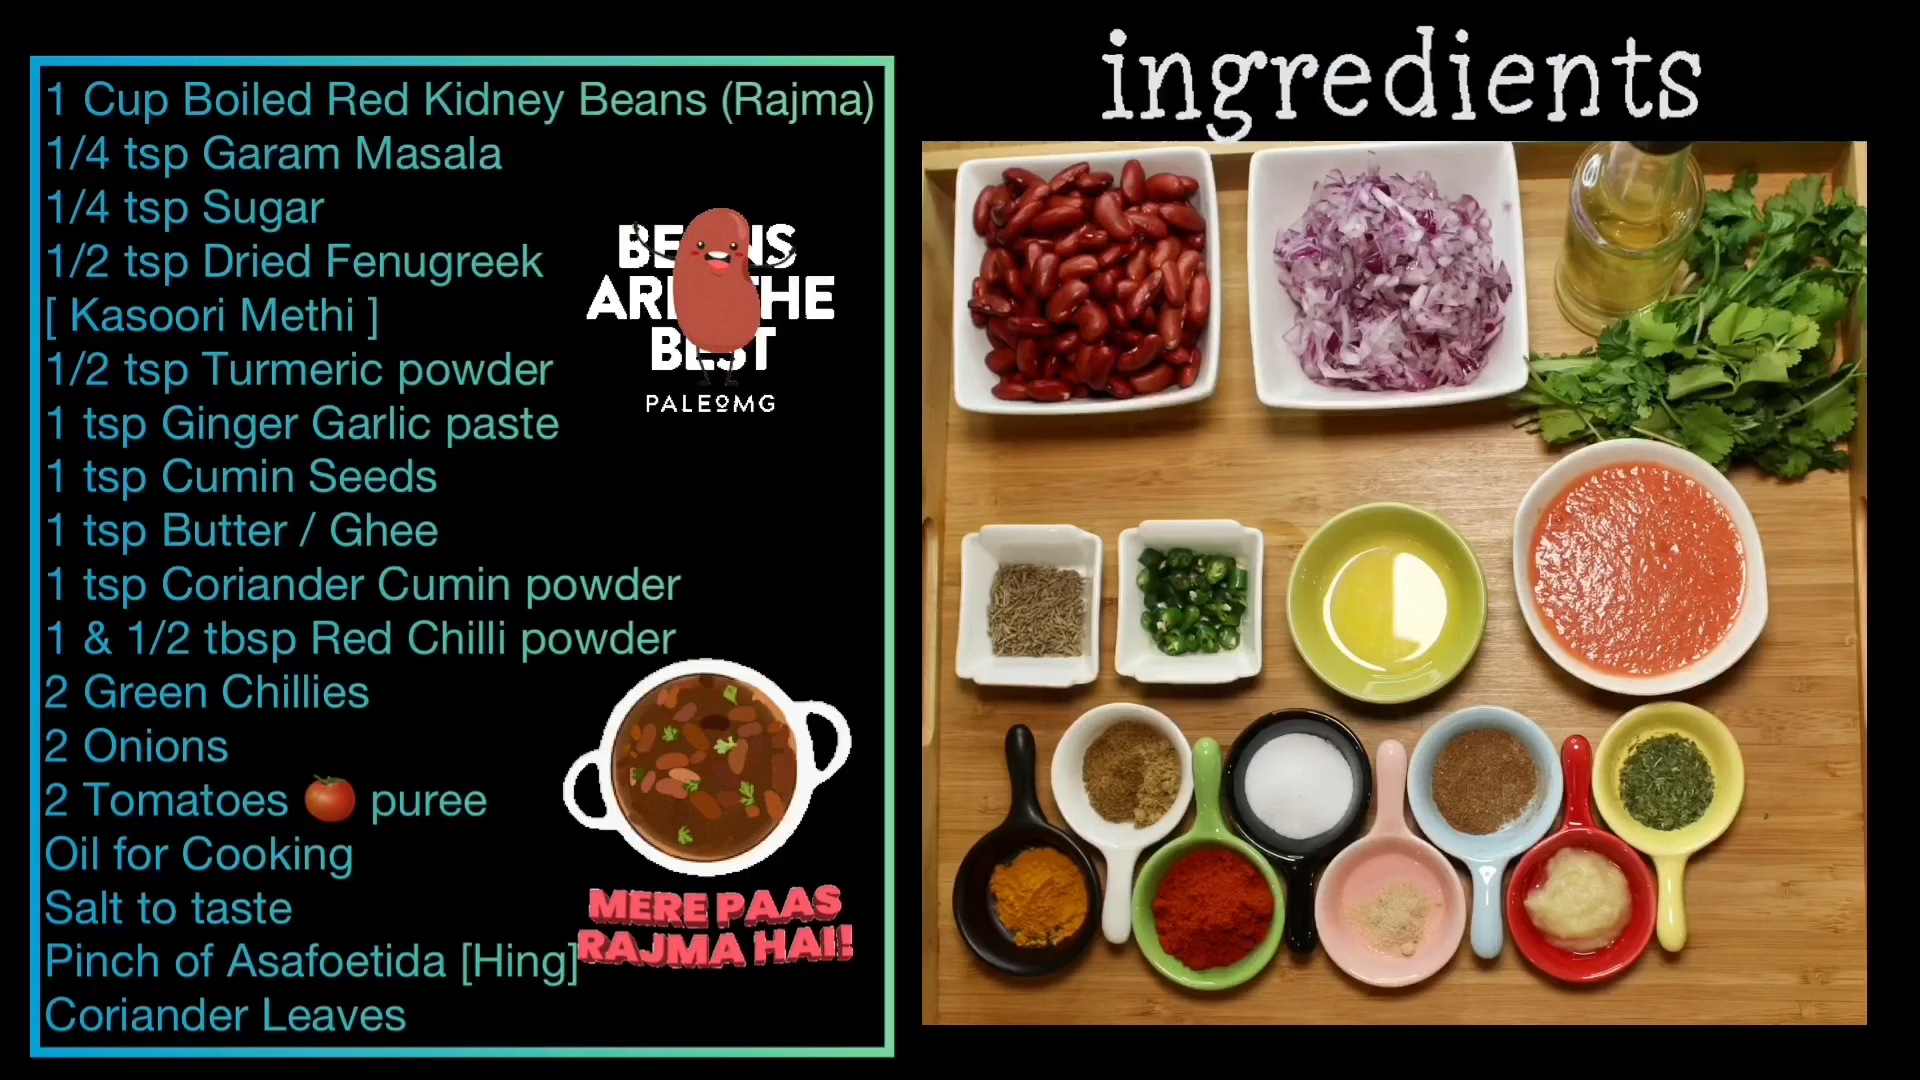 ingredients
1 Cup Boiled Red Kidney Beans (Rajma)
1/4 tsp Garam Masala
1/4 tsp Sugar
1/2 tsp Dried Fenugreek
[ Kasoori Methi ]
1/2 tsp Turmeric powder
1 tsp Ginger Garlic paste
1 tsp Cumin Seeds
1 tsp Butter / Ghee
1 tsp Coriander Cumin powder
1 & 1/2 tbsp Red Chilli powder
2 Green Chillies
2 Onions
2 Tomatoes 🍅 puree
Oil for Cooking
Salt to taste
Pinch of Asafoetida [Hing]
Coriander Leaves
BEANS
ARE THE
BEST
PALEOMG
MERE PAAS
RAJMA HAI!